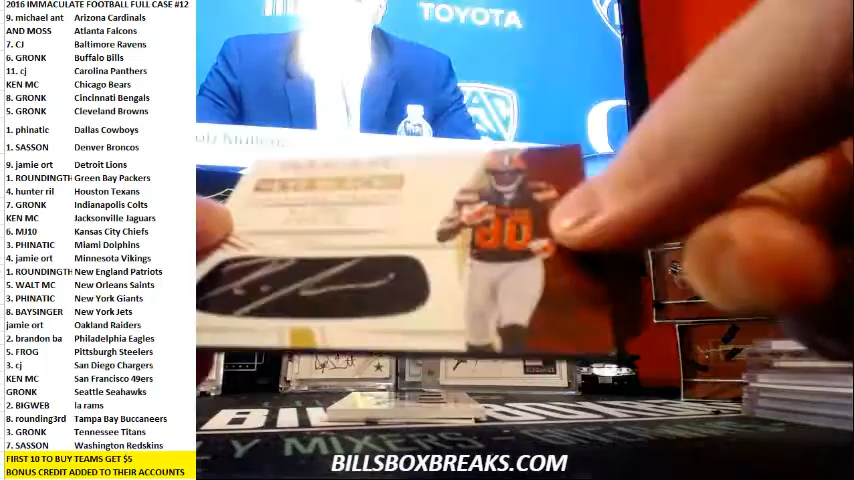 2016 IMMACULATE FOOTBALL FULL CASE #12
9. michael ant Arizona Cardinals
AND MOSS Atlanta Falcons
7. CJ Baltimore Ravens
6. GRONK Buffalo Bills
11. cj Carolina Panthers
KEN MC Chicago Bears
8. GRONK Cincinnati Bengals
5. GRONK Cleveland Browns
1. phinatic Dallas Cowboys
1. SASSON Denver Broncos
9. jamie ort Detroit Lions
1. ROUNDINGTH Green Bay Packers
4. hunter ril Houston Texans
7. GRONK Indianapolis Colts
KEN MC Jacksonville Jaguars
6. MJ10 Kansas City Chiefs
3. PHINATIC Miami Dolphins
4. jamie ort Minnesota Vikings
1. ROUNDINGTH New England Patriots
5. WALT MC New Orleans Saints
3. PHINATIC New York Giants
8. BAYSINGER New York Jets
jamie ort Oakland Raiders
2. brandon ba Philadelphia Eagles
5. FROG Pittsburgh Steelers
3. cj San Diego Chargers
KEN MC San Francisco 49ers
GRONK Seattle Seahawks
2. BIGWEB la rams
8. rounding3rd Tampa Bay Buccaneers
3. GRONK Tennessee Titans
7. SASSON Washington Redskins
FIRST 10 TO BUY TEAMS GET $5
BONUS CREDIT ADDED TO THEIR ACCOUNTS
TOYOTA
80
MIXERS
BILLSBOXBREAKS.COM